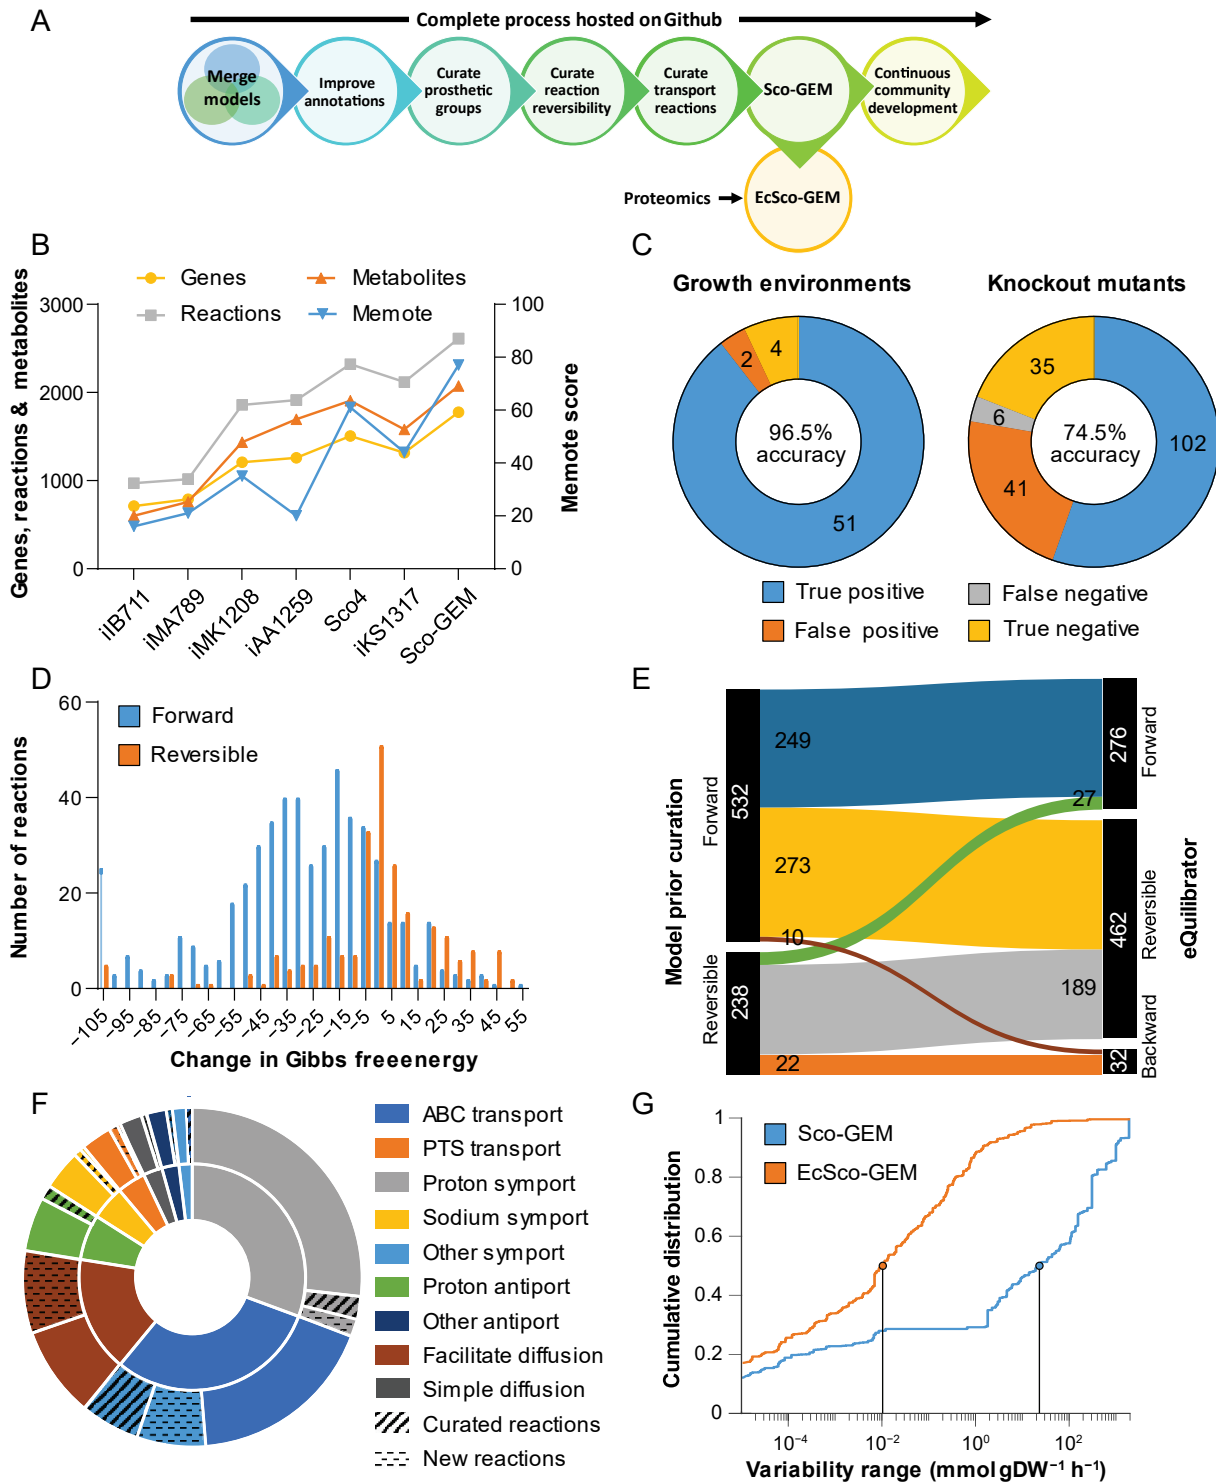 A
Complete process hosted on Github
Merge
models
Improve
annotations
Curate
prosthetic
groups
Curate
reaction
reversibility
Curate
transport
reactions
Sco-GEM
Continuous
community
development
Proteomics
EcSco-GEM
B
Genes
Metabolites
Reactions
Memote
Genes, reactions & metabolites
3000
2000
1000
0
100
80
60
40
20
0
Memote score
iIB711
iMA789
iMK1208
iAA1259
Sco4
iKS1317
Sco-GEM
C
Growth environments
Knockout mutants
2
4
51
96.5%
accuracy
35
6
41
102
74.5%
accuracy
True positive
False negative
False positive
True negative
D
Forward
Reversible
Number of reactions
60
40
20
0
−105
−95
−85
−75
−65
−55
−45
−35
−25
−15
−5
5
15
25
35
45
55
Change in Gibbs freeenergy
E
Model prior curation
Forward
532
Reversible
238
249
273
10
22
27
189
276
Forward
462
Reversible
32
Backward
eQuilibrator
F
ABC transport
PTS transport
Proton symport
Sodium symport
Other symport
Proton antiport
Other antiport
Facilitate diffusion
Simple diffusion
Curated reactions
New reactions
G
Sco-GEM
EcSco-GEM
Cumulative distribution
1
0.8
0.6
0.4
0.2
0
10⁻⁴
10⁻²
10⁰
10²
Variability range (mmol gDW⁻¹ h⁻¹)